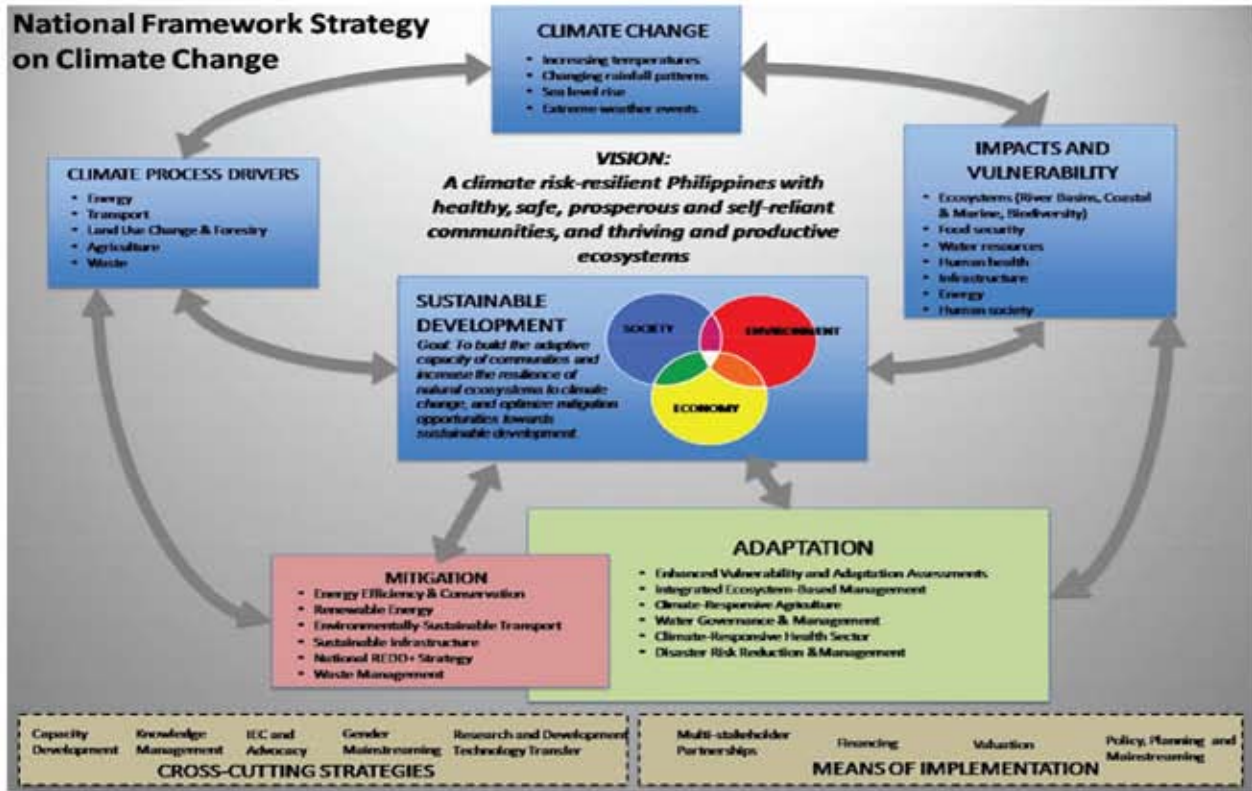 National Framework Strategy
on Climate Change
CLIMATE CHANGE
• Increasing temperatures
• Changing rainfall patterns
• Sea level rise
• Extreme weather events
CLIMATE PROCESS DRIVERS
• Energy
• Transport
• Land Use Change & Forestry
• Agriculture
• Waste
VISION:
A climate risk-resilient Philippines with
healthy, safe, prosperous and self-reliant
communities, and thriving and productive
ecosystems
IMPACTS AND
VULNERABILITY
• Ecosystems (River Basins, Coastal
& Marine, Biodiversity)
• Food security
• Water resources
• Human health
• Infrastructure
• Energy
• Human society
SUSTAINABLE
DEVELOPMENT
Goal: To build the adaptive
capacity of communities and
increase the resilience of
natural ecosystems to climate
change, and optimize mitigation
opportunities towards
sustainable development.
SOCIETY
ENVIRONMENT
ECONOMY
MITIGATION
• Energy Efficiency & Conservation
• Renewable Energy
• Environmentally-Sustainable Transport
• Sustainable Infrastructure
• National REDD+ Strategy
• Waste Management
ADAPTATION
• Enhanced Vulnerability and Adaptation Assessments
• Integrated Ecosystem-Based Management
• Climate-Responsive Agriculture
• Water Governance & Management
• Climate-Responsive Health Sector
• Disaster Risk Reduction & Management
Capacity
Development
Knowledge
Management
IEC and
Advocacy
Gender
Mainstreaming
Research and Development
Technology Transfer
CROSS-CUTTING STRATEGIES
Multi-stakeholder
Partnerships
Financing
Valuation
Policy, Planning and
Mainstreaming
MEANS OF IMPLEMENTATION